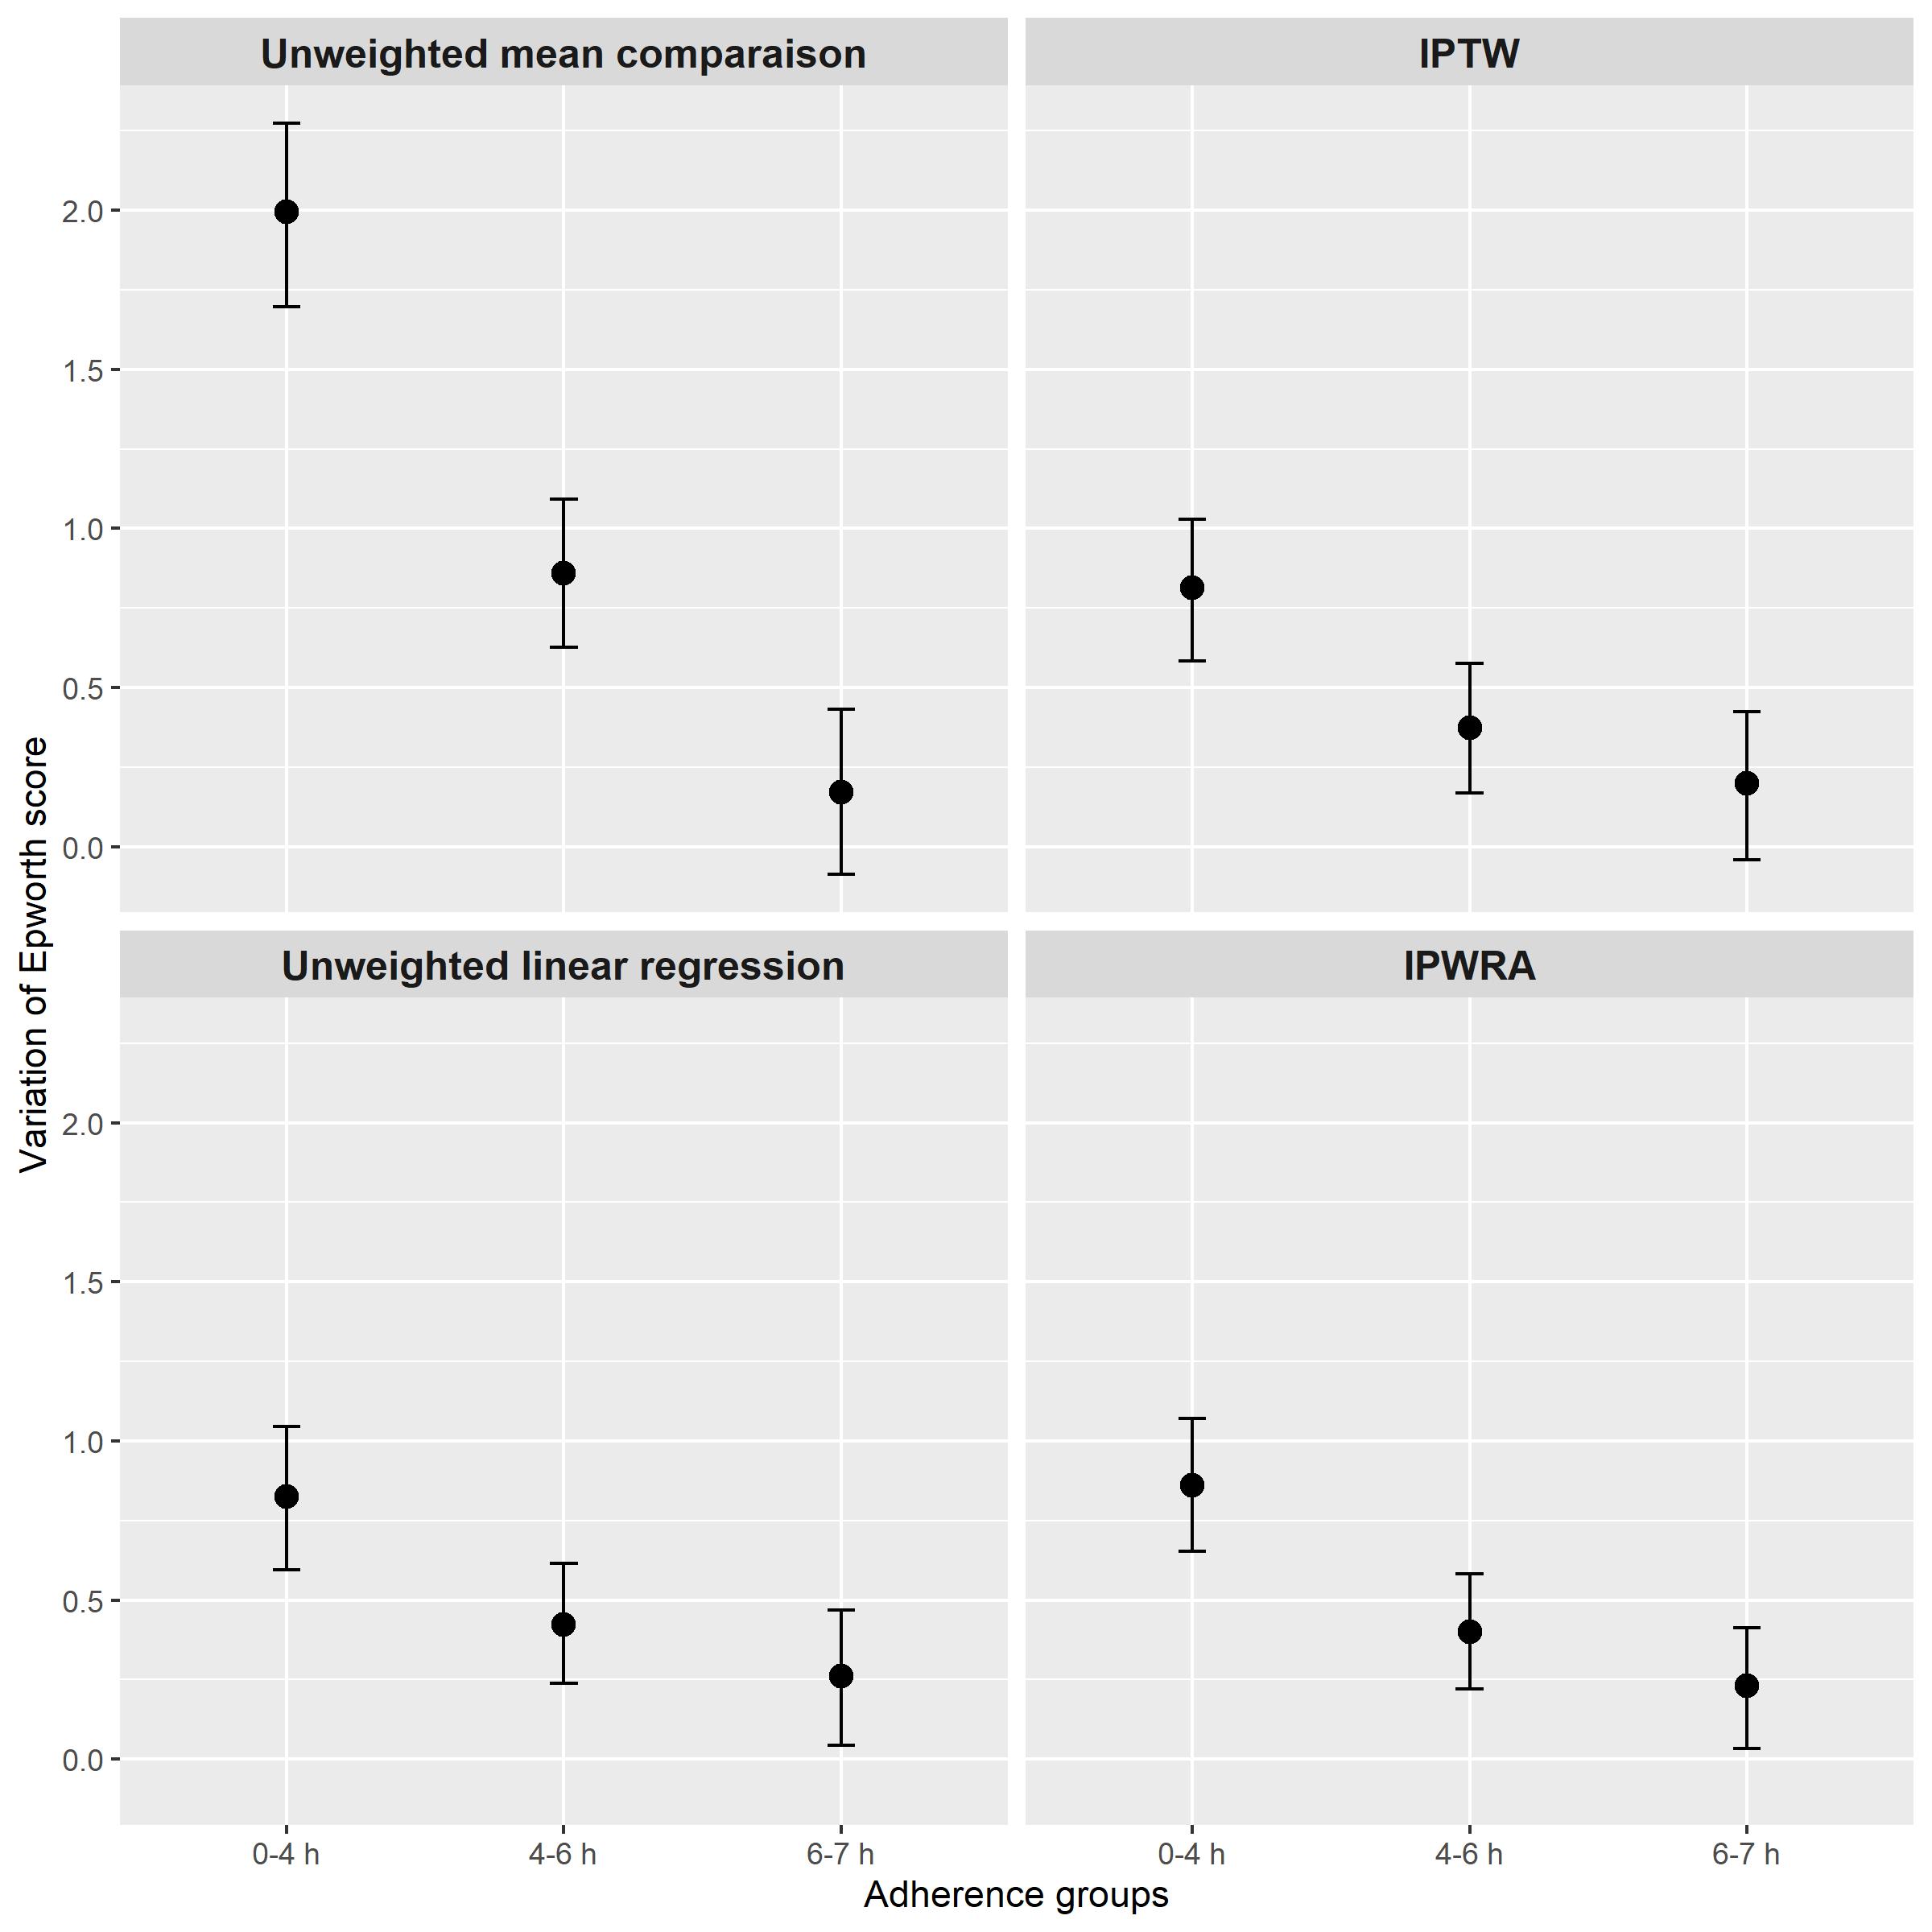 Unweighted mean comparaison
IPTW
2.0
1.5
1.0
0.5
0.0
Unweighted linear regression
IPWRA
2.0
1.5
1.0
0.5
0.0
Variation of Epworth score
0-4 h 4-6 h 6-7 h
0-4 h 4-6 h 6-7 h
Adherence groups